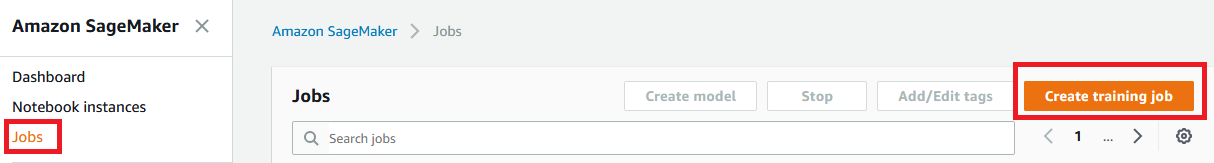 Amazon SageMaker
Dashboard
Notebook instances
Jobs
Amazon SageMaker > Jobs
Jobs
Create model
Stop
Add/Edit tags
Create training job
Search jobs
1 ...